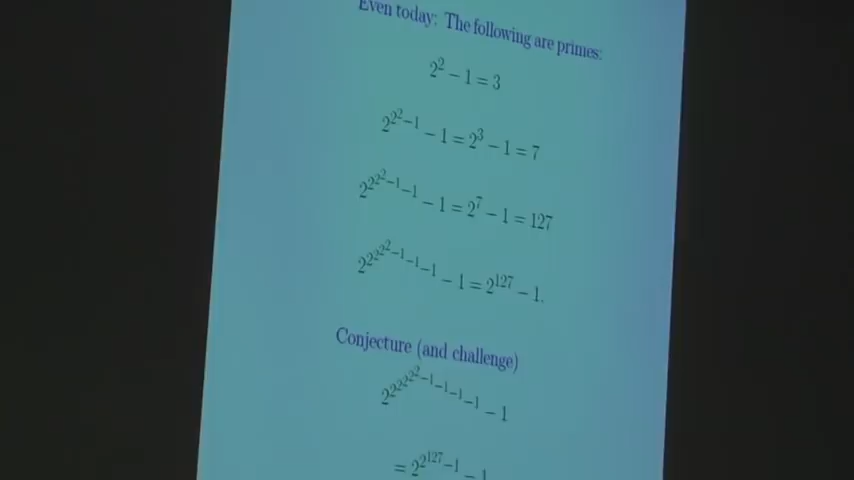 Even today: The following are primes:
2^2 − 1 = 3
2^{2^2−1} − 1 = 2^3 − 1 = 7
2^{2^{2^2−1}−1} − 1 = 2^7 − 1 = 127
2^{2^{2^{2^2−1}−1}−1} − 1 = 2^{127} − 1.
Conjecture (and challenge)
2^{2^{2^{2^{2^2−1}−1}−1}−1} − 1
= 2^{2^{127}−1} − 1